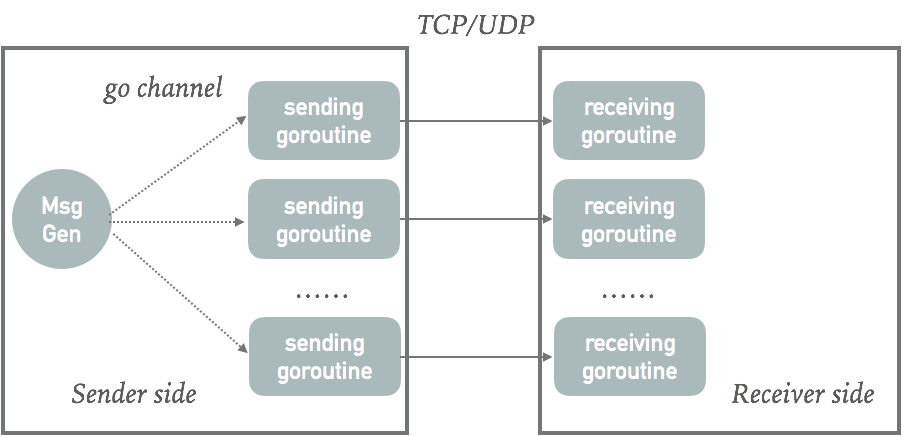 TCP/UDP
go channel
sending
goroutine
receiving
goroutine
Msg
Gen
sending
goroutine
receiving
goroutine
......
......
sending
goroutine
receiving
goroutine
Sender side
Receiver side